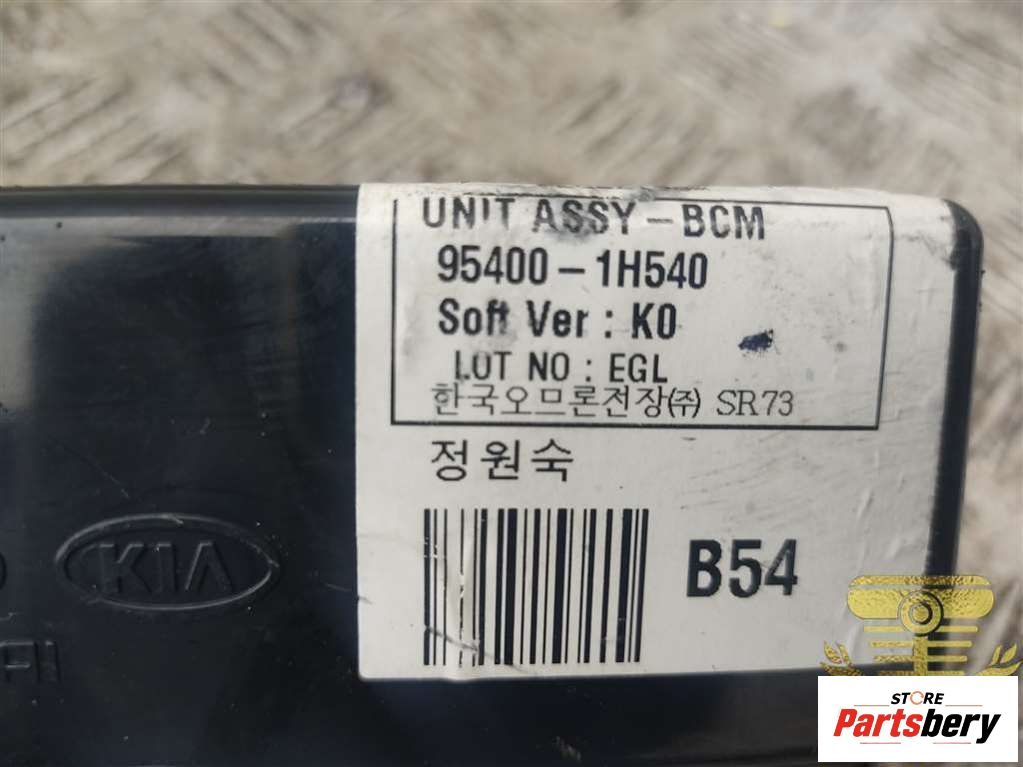 UNIT ASSY-BCM
95400-1H540
Soft Ver : K0
LOT NO : EGL
한국오므론전장㈜ SR73
정원숙
B54
KIA
STORE
Partsbery